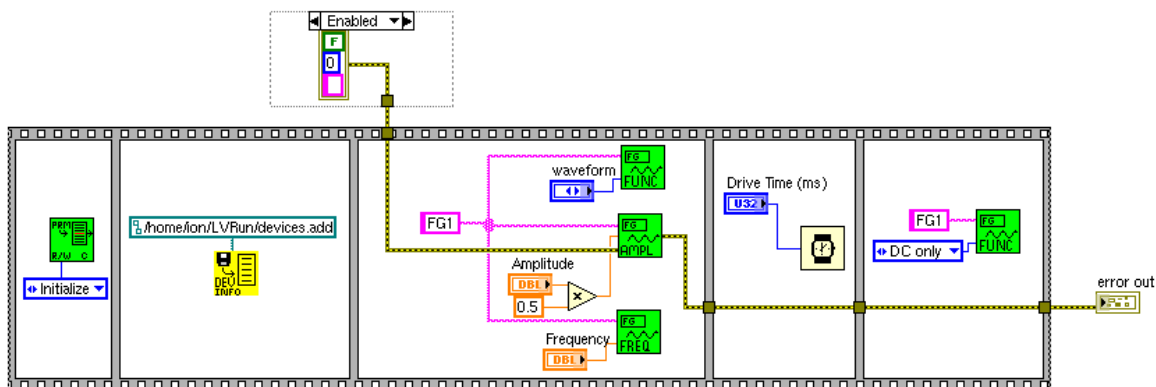 Enabled
F
0
PRM
R/W C
Initialize
/home/ion/LVRun/devices.add
DEV
INFO
FG
FUNC
waveform
FG1
FG
AMPL
Amplitude
DBL
×
0.5
FG
FREQ
Frequency
DBL
Drive Time (ms)
U32
FG1
FG
FUNC
DC only
error out